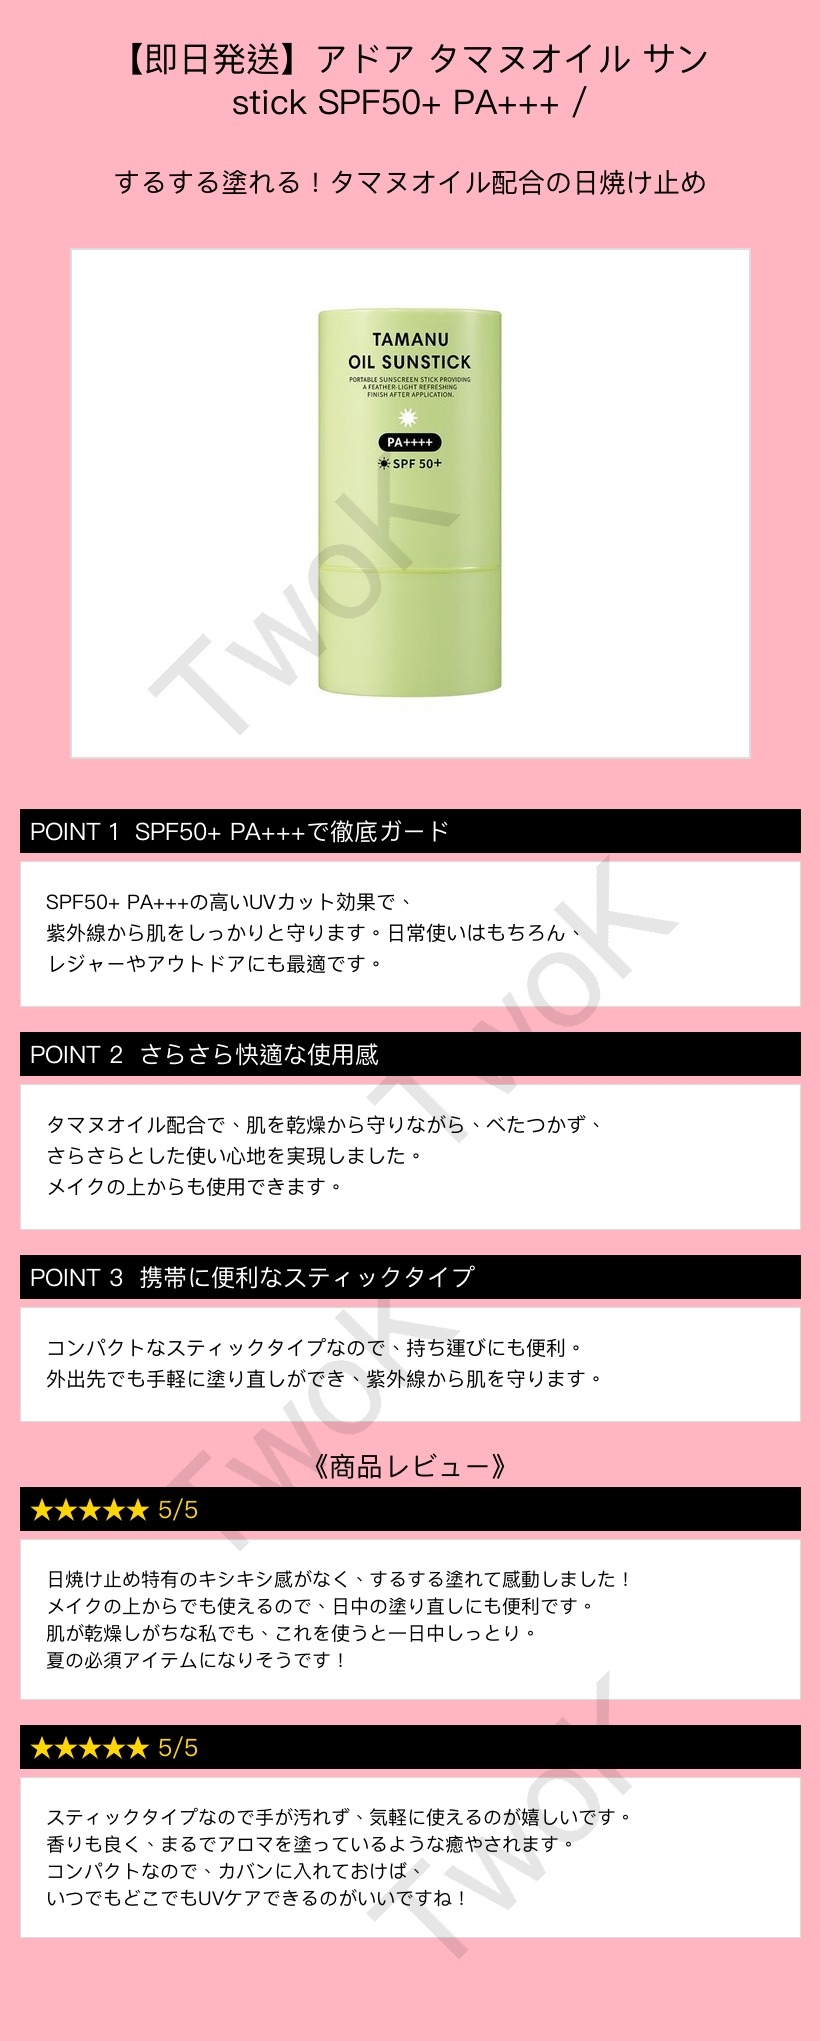 【即日発送】アドア タマヌオイル サン
stick SPF50+ PA+++ /
するする塗れる！タマヌオイル配合の日焼け止め
TAMANU
OIL SUNSTICK
PORTABLE SUNSCREEN STICK PROVIDING
A FEATHER-LIGHT REFRESHING
FINISH AFTER APPLICATION.
PA++++
SPF 50+
TwoK
POINT 1 SPF50+ PA+++で徹底ガード
SPF50+ PA+++の高いUVカット効果で、
紫外線から肌をしっかりと守ります。日常使いはもちろん、
レジャーやアウトドアにも最適です。
TwoK
POINT 2 さらさら快適な使用感
タマヌオイル配合で、肌を乾燥から守りながら、べたつかず、
さらさらとした使い心地を実現しました。
メイクの上からも使用できます。
POINT 3 携帯に便利なスティックタイプ
コンパクトなスティックタイプなので、持ち運びにも便利。
外出先でも手軽に塗り直しができ、紫外線から肌を守ります。
TwoK
《商品レビュー》
★★★★★ 5/5
日焼け止め特有のキシキシ感がなく、するする塗れて感動しました！
メイクの上からでも使えるので、日中の塗り直しにも便利です。
肌が乾燥しがちな私でも、これを使うと一日中しっとり。
夏の必須アイテムになりそうです！
★★★★★ 5/5
スティックタイプなので手が汚れず、気軽に使えるのが嬉しいです。
香りも良く、まるでアロマを塗っているような癒やされます。
コンパクトなので、カバンに入れておけば、
いつでもどこでもUVケアできるのがいいですね！
TwoK